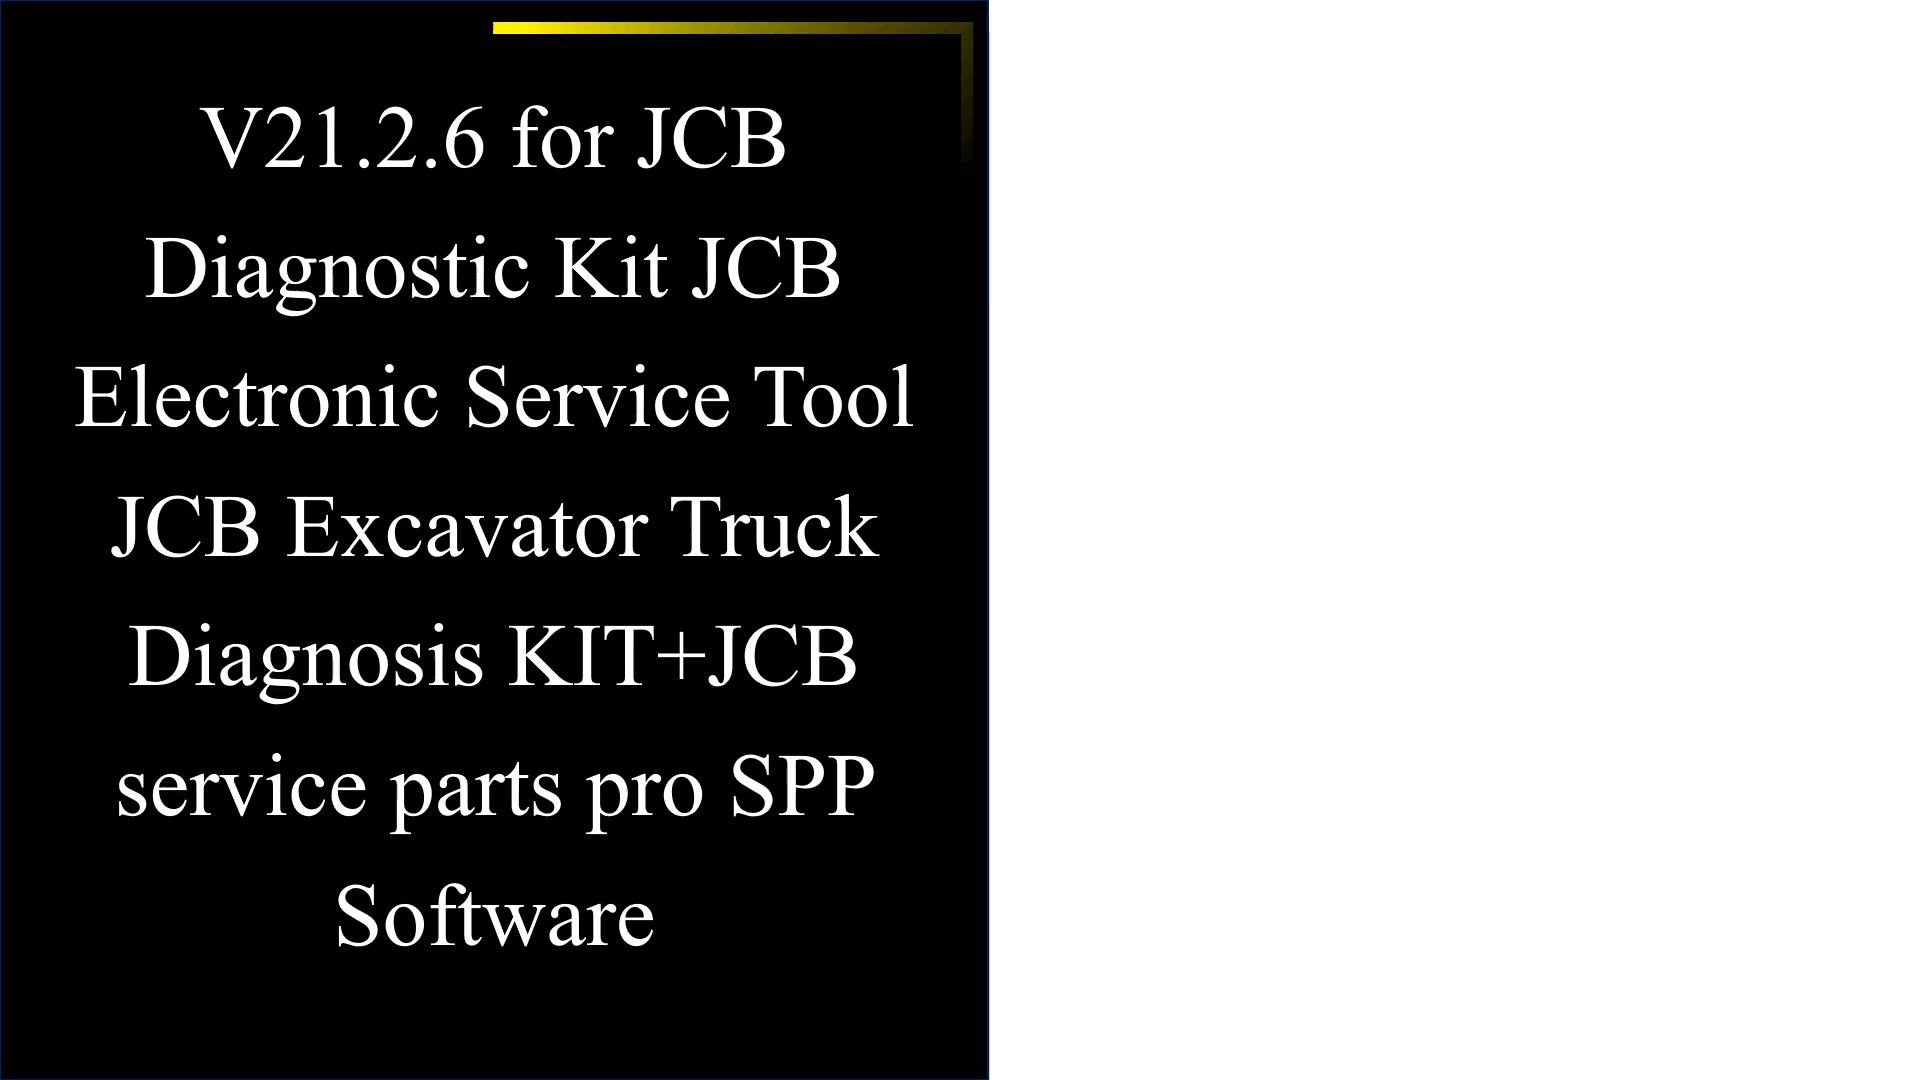 V21.2.6 for JCB
Diagnostic Kit JCB
Electronic Service Tool
JCB Excavator Truck
Diagnosis KIT+JCB
service parts pro SPP
Software